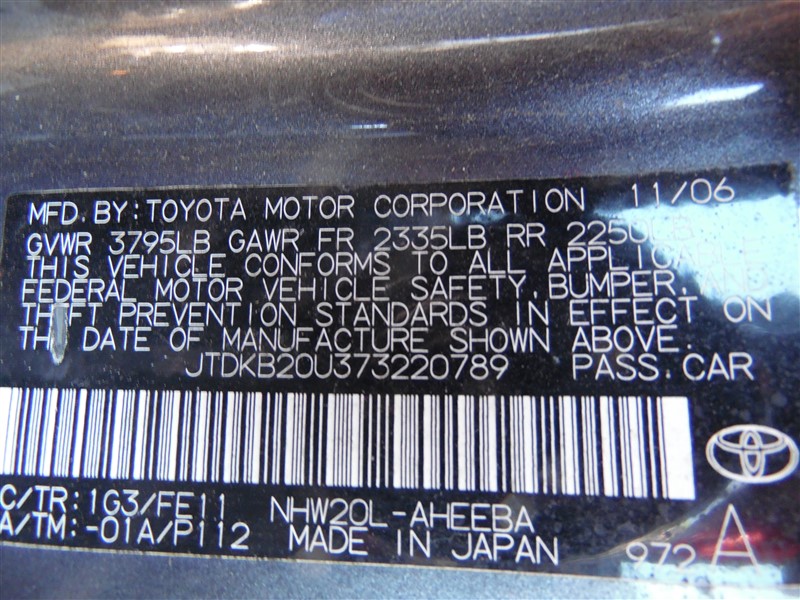 MFD. BY: TOYOTA MOTOR CORPORATION 11/06
GVWR 3795LB GAWR FR 2335LB RR 2250LB
THIS VEHICLE CONFORMS TO ALL APPLICABLE
FEDERAL MOTOR VEHICLE SAFETY, BUMPER, AND
THEFT PREVENTION STANDARDS IN EFFECT ON
THE DATE OF MANUFACTURE SHOWN ABOVE.
JTDKB20U373220789 PASS. CAR
C/TR: 1G3/FE11 NHW20L-AHEEBA
A/TM: -01A/P112 MADE IN JAPAN 972 A